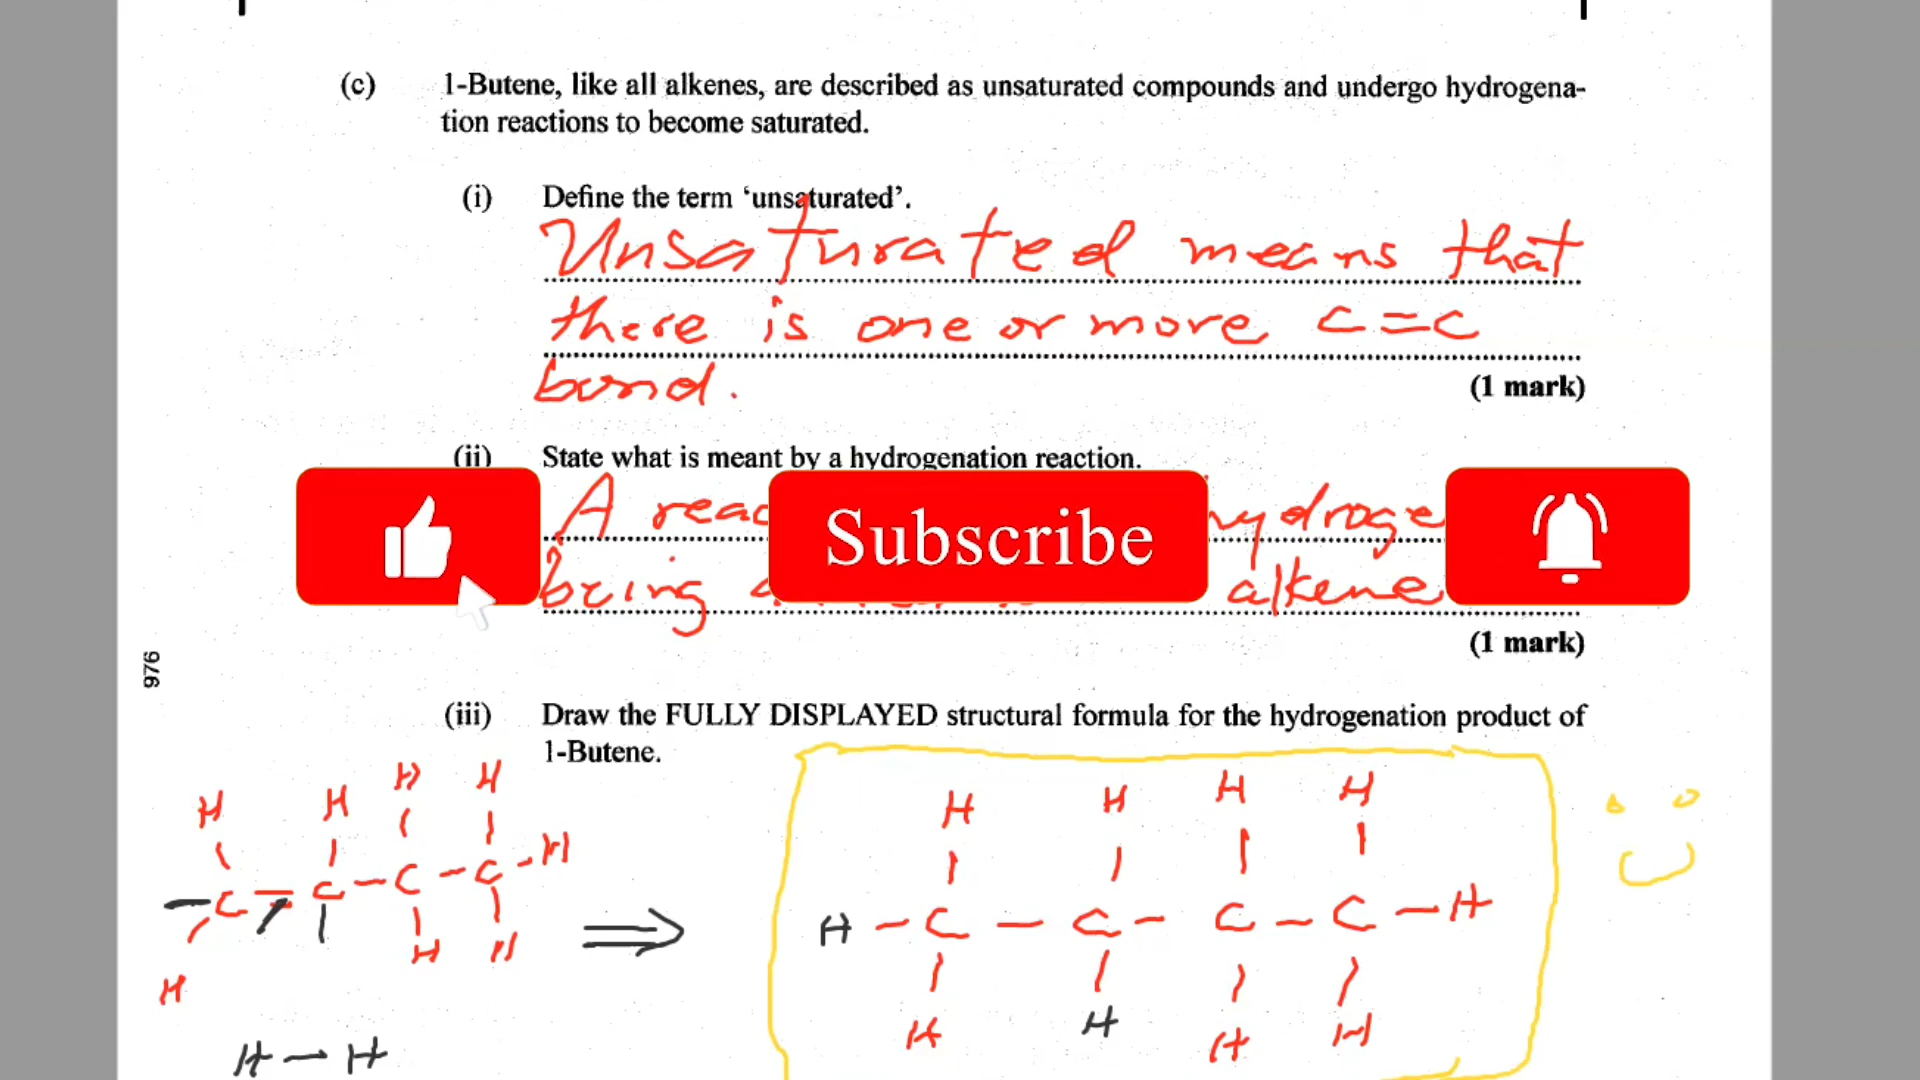 (c) 1-Butene, like all alkenes, are described as unsaturated compounds and undergo hydrogena-
tion reactions to become saturated.
(i) Define the term ‘unsaturated’.
Unsaturated means that
there is one or more C=C
bond.
(1 mark)
(ii) State what is meant by a hydrogenation reaction.
A reac Subscribe ydroge
being alkene
(1 mark)
976
(iii) Draw the FULLY DISPLAYED structural formula for the hydrogenation product of
1-Butene.
H H H H
H H H H
C - C - C - C - H
H - C - C - C - C - H
H H H
H H H H
H - H